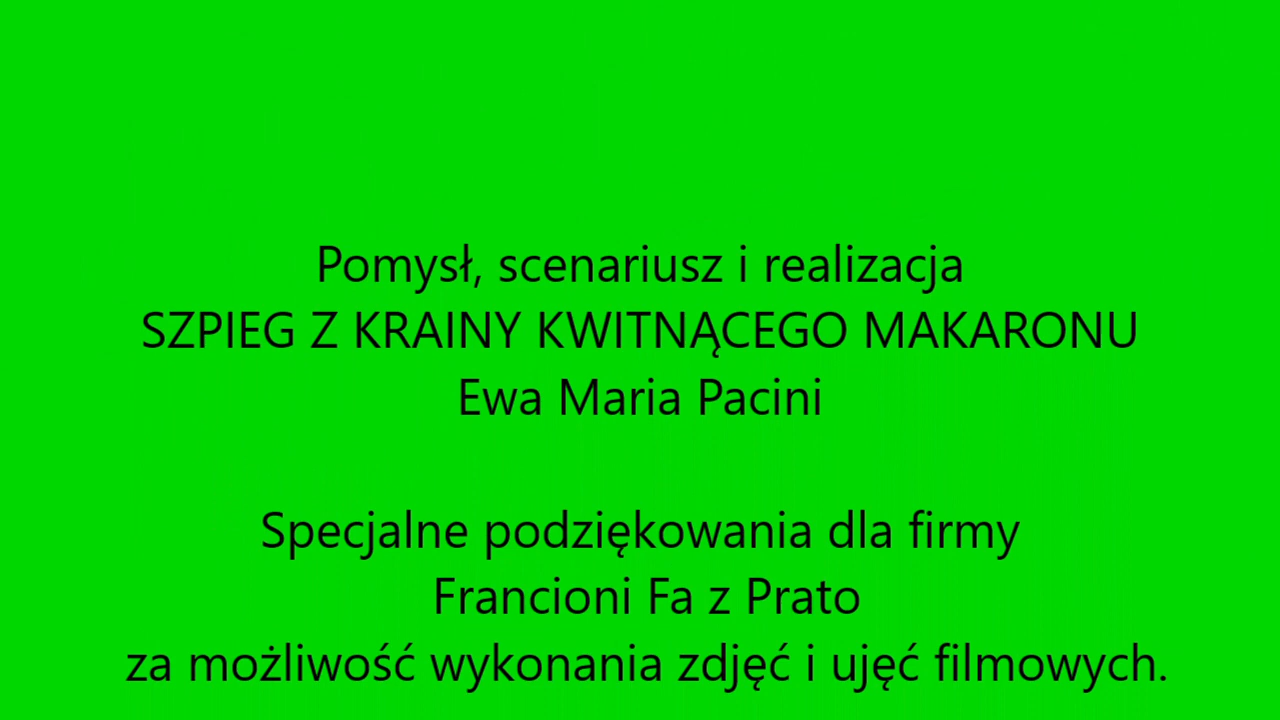 Pomysł, scenariusz i realizacja
SZPIEG Z KRAINY KWITNĄCEGO MAKARONU
Ewa Maria Pacini
Specjalne podziękowania dla firmy
Francioni Fa z Prato
za możliwość wykonania zdjęć i ujęć filmowych.